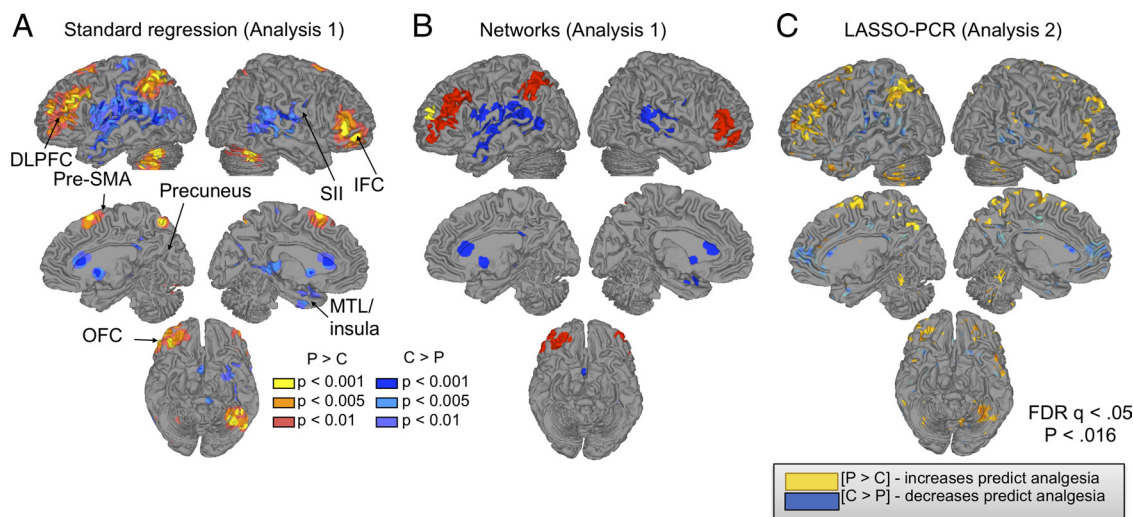 A
Standard regression (Analysis 1)
B
Networks (Analysis 1)
C
LASSO-PCR (Analysis 2)
DLPFC
Pre-SMA
Precuneus
SII
IFC
MTL/
insula
OFC
P > C
C > P
p < 0.001
p < 0.001
p < 0.005
p < 0.005
p < 0.01
p < 0.01
FDR q < .05
P < .016
[P > C] - increases predict analgesia
[C > P] - decreases predict analgesia